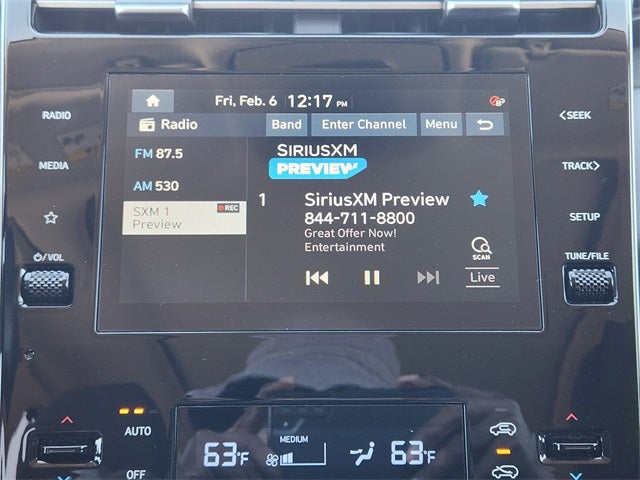 Fri, Feb. 6 12:17 PM
Radio Band Enter Channel Menu
RADIO
MEDIA
VOL
FM 87.5
AM 530
SXM 1 REC
Preview
SIRIUSXM
PREVIEW
1 SiriusXM Preview
844-711-8800
Great Offer Now!
Entertainment
SCAN
Live
<SEEK
TRACK>
SETUP
TUNE/FILE
AUTO
OFF
63°F
MEDIUM
63°F